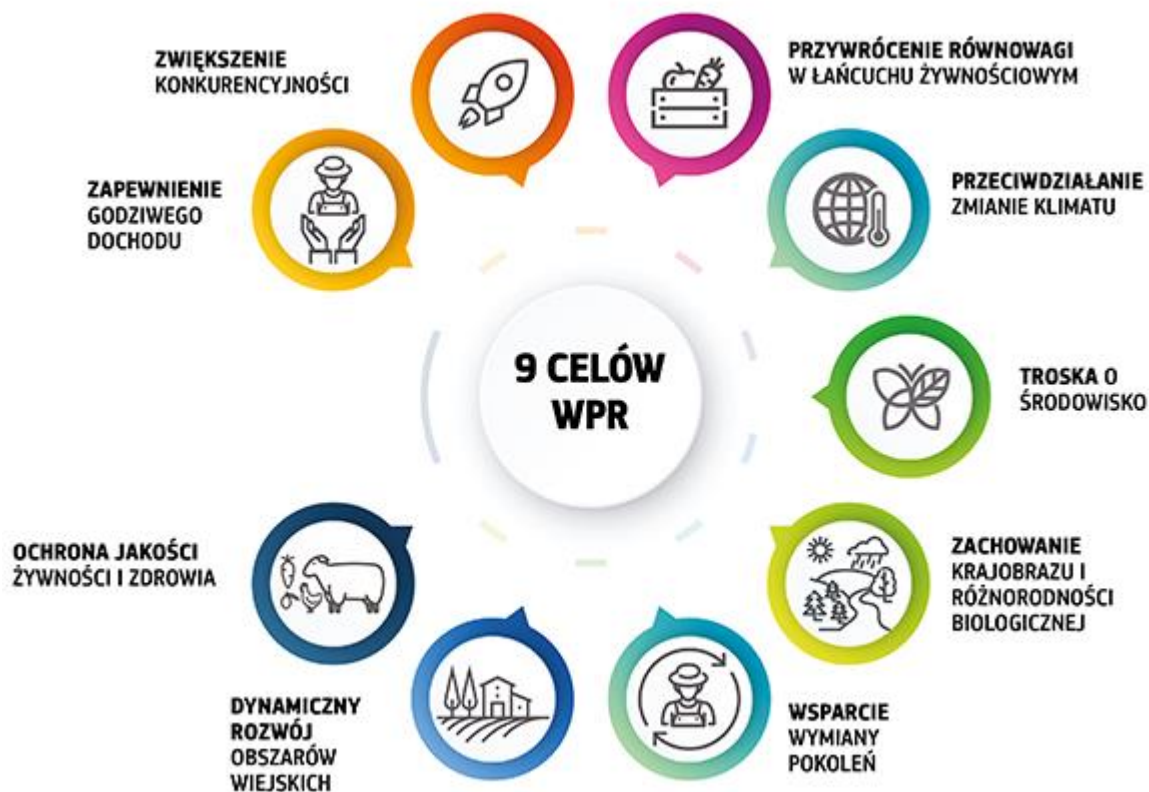 ZWIĘKSZENIE
KONKURENCYJNOŚCI
PRZYWRÓCENIE RÓWNOWAGI
W ŁAŃCUCHU ŻYWNOŚCIOWYM
ZAPEWNIENIE
GODZIWEGO
DOCHODU
PRZECIWDZIAŁANIE
ZMIANIE KLIMATU
9 CELÓW
WPR
TROSKA O
ŚRODOWISKO
OCHRONA JAKOŚCI
ŻYWNOŚCI I ZDROWIA
ZACHOWANIE
KRAJOBRAZU I
RÓŻNORODNOŚCI
BIOLOGICZNEJ
DYNAMICZNY
ROZWÓJ
OBSZARÓW
WIEJSKICH
WSPARCIE
WYMIANY
POKOLEŃ